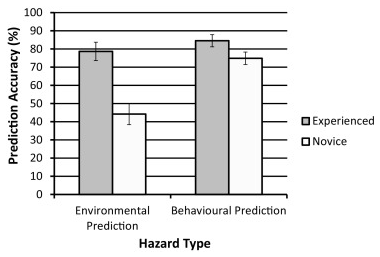 Prediction Accuracy (%)
100
90
80
70
60
50
40
30
20
10
0
Environmental
Prediction
Behavioural Prediction
Hazard Type
Experienced
Novice